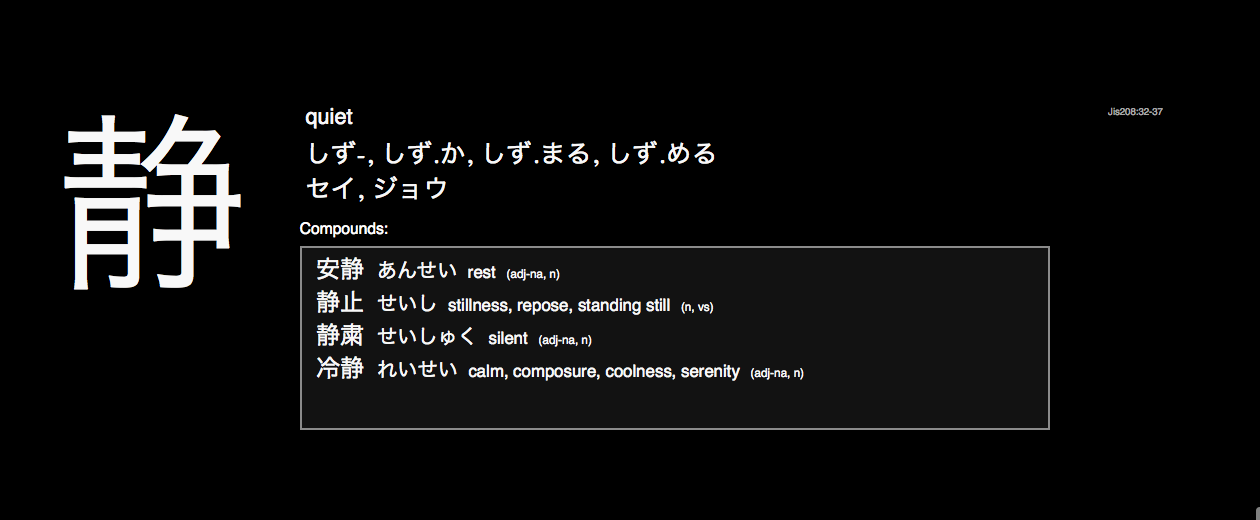 静
quiet
Jis208:32-37
しず-, しず.か, しず.まる, しず.める
セイ, ジョウ
Compounds:
安静 あんせい rest (adj-na, n)
静止 せいし stillness, repose, standing still (n, vs)
静粛 せいしゅく silent (adj-na, n)
冷静 れいせい calm, composure, coolness, serenity (adj-na, n)